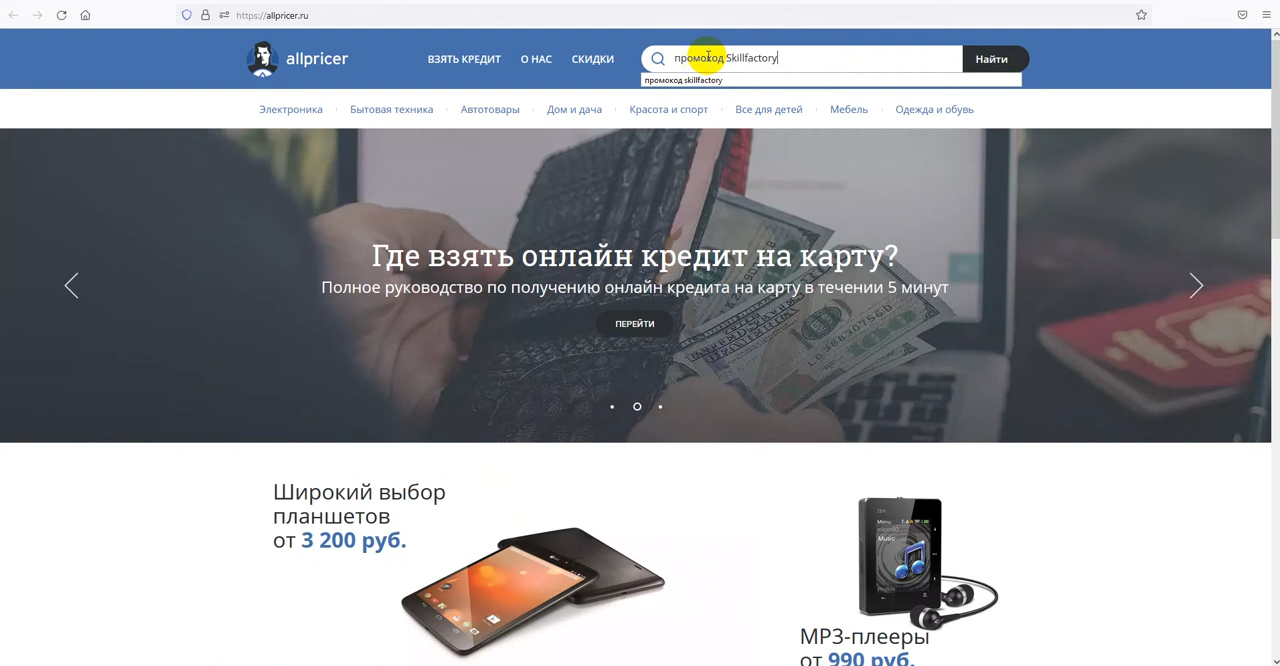 https://allpricer.ru
allpricer
ВЗЯТЬ КРЕДИТ
О НАС
СКИДКИ
промокод Skillfactory
Найти
промокод skillfactory
Электроника
Бытовая техника
Автотовары
Дом и дача
Красота и спорт
Все для детей
Мебель
Одежда и обувь
Где взять онлайн кредит на карту?
Полное руководство по получению онлайн кредита на карту в течении 5 минут
ПЕРЕЙТИ
Широкий выбор
планшетов
от 3 200 руб.
ZEN
Menu
Music
MP3-плееры
от 990 руб.